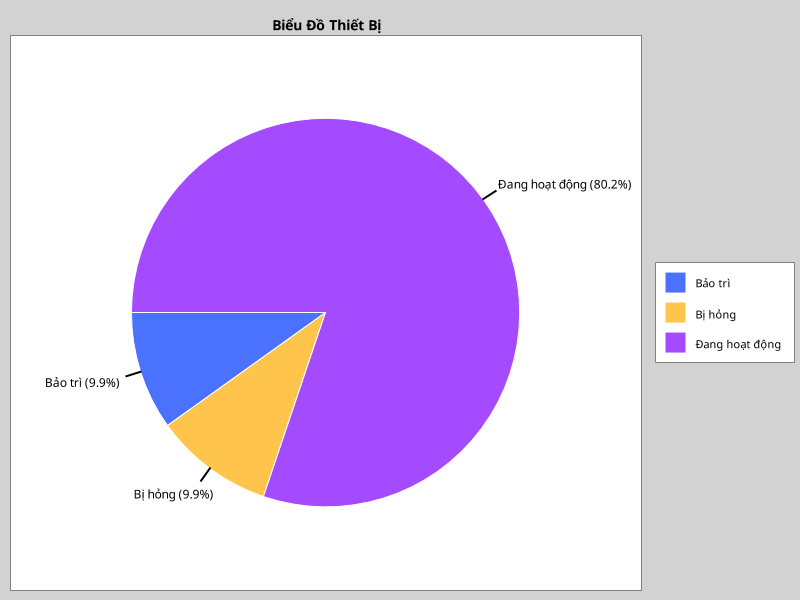 Biểu Đồ Thiết Bị
Đang hoạt động (80.2%)
Bảo trì (9.9%)
Bị hỏng (9.9%)
Bảo trì
Bị hỏng
Đang hoạt động